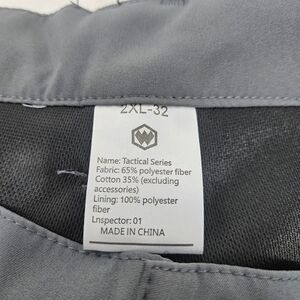 2XL-32
Name: Tactical Series
Fabric: 65% polyester fiber
Cotton 35% (excluding
accessories)
Lining: 100% polyester
fiber
Lnspector: 01
MADE IN CHINA